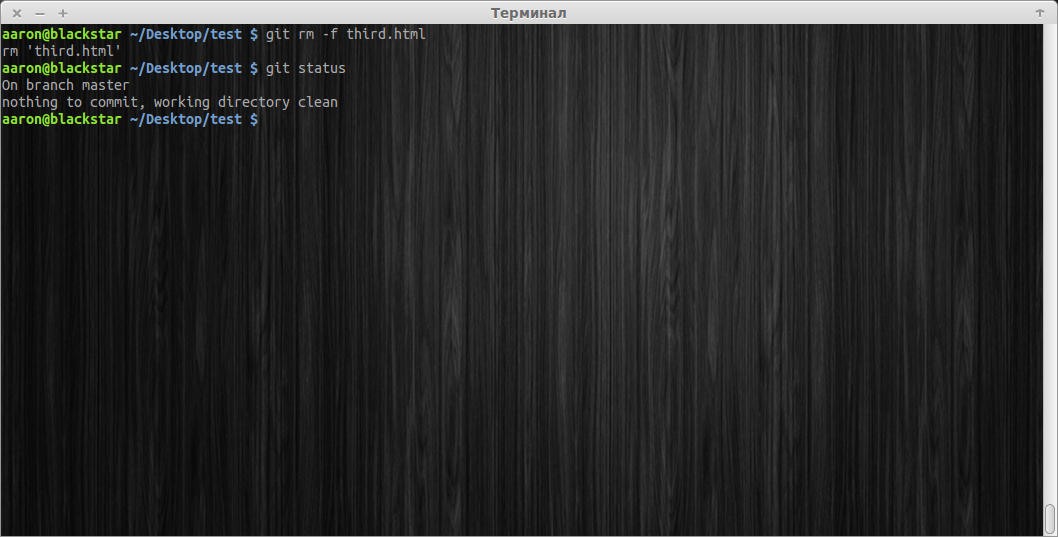 Терминал
aaron@blackstar ~/Desktop/test $ git rm -f third.html
rm 'third.html'
aaron@blackstar ~/Desktop/test $ git status
On branch master
nothing to commit, working directory clean
aaron@blackstar ~/Desktop/test $